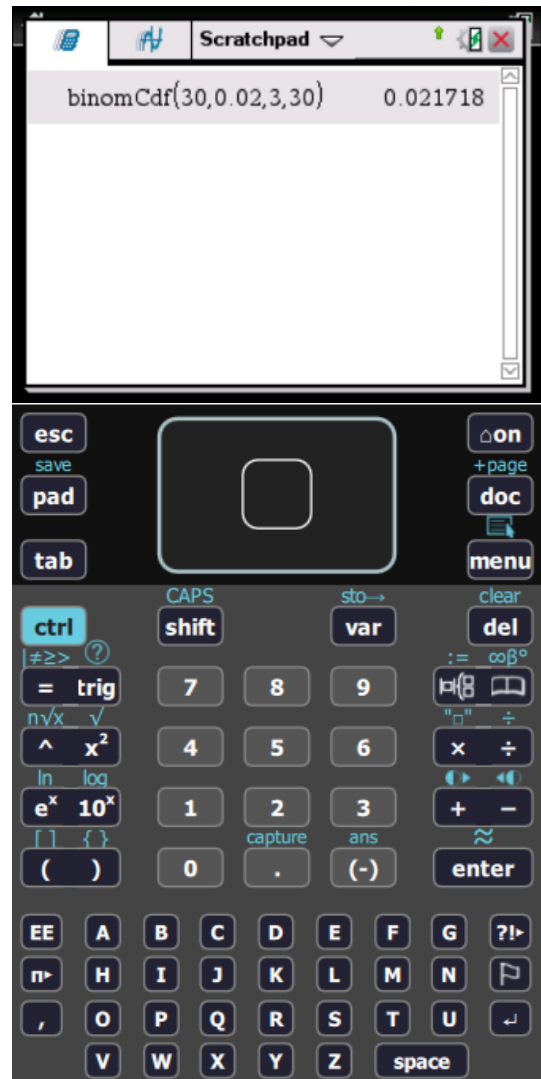 Scratchpad
binomCdf(30,0.02,3,30) 0.021718
esc ⌂on
save +page
pad doc
tab menu
CAPS sto→ clear
ctrl shift var del
|≠≥> ? := ∞β°
= trig 7 8 9
n√x √ "□" ÷
^ x² 4 5 6 × ÷
ln log
eˣ 10ˣ 1 2 3 + −
[ ] { } capture ans ≈
( ) 0 . (-) enter
EE A B C D E F G ?!▸
π▸ H I J K L M N
, O P Q R S T U ↵
V W X Y Z space